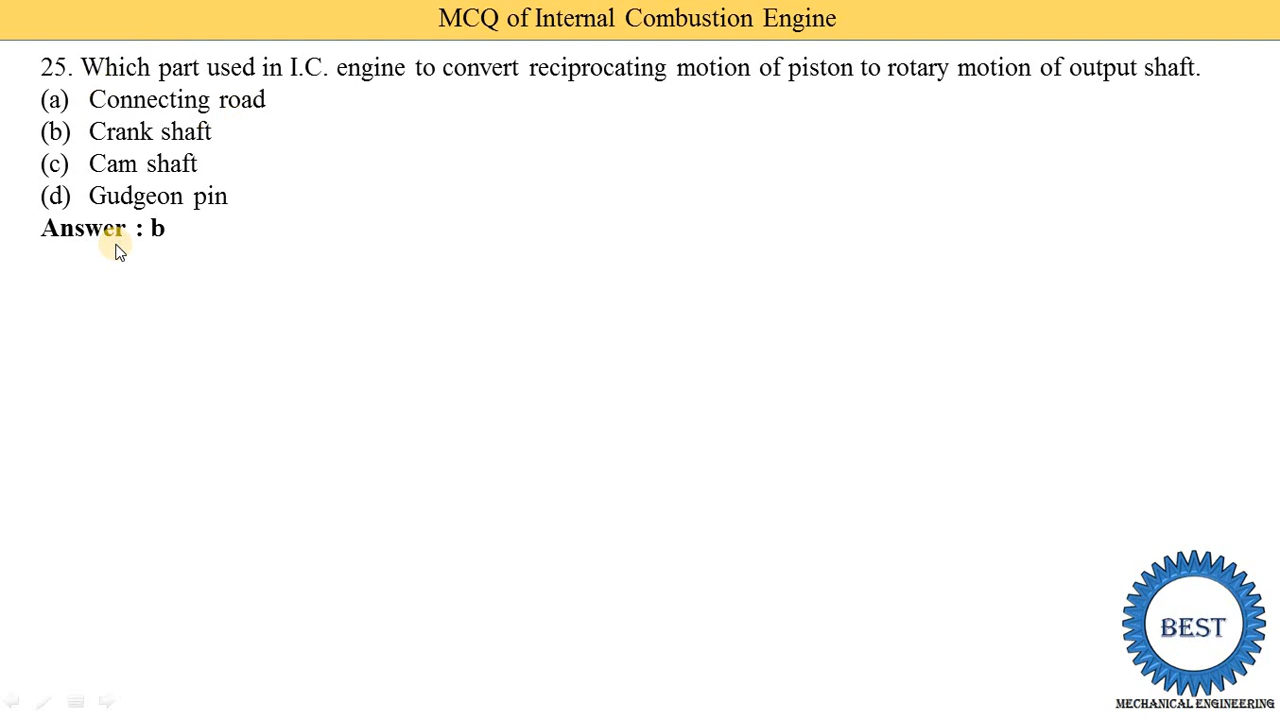 MCQ of Internal Combustion Engine
25. Which part used in I.C. engine to convert reciprocating motion of piston to rotary motion of output shaft.
(a) Connecting road
(b) Crank shaft
(c) Cam shaft
(d) Gudgeon pin
Answer : b
BEST
MECHANICAL ENGINEERING